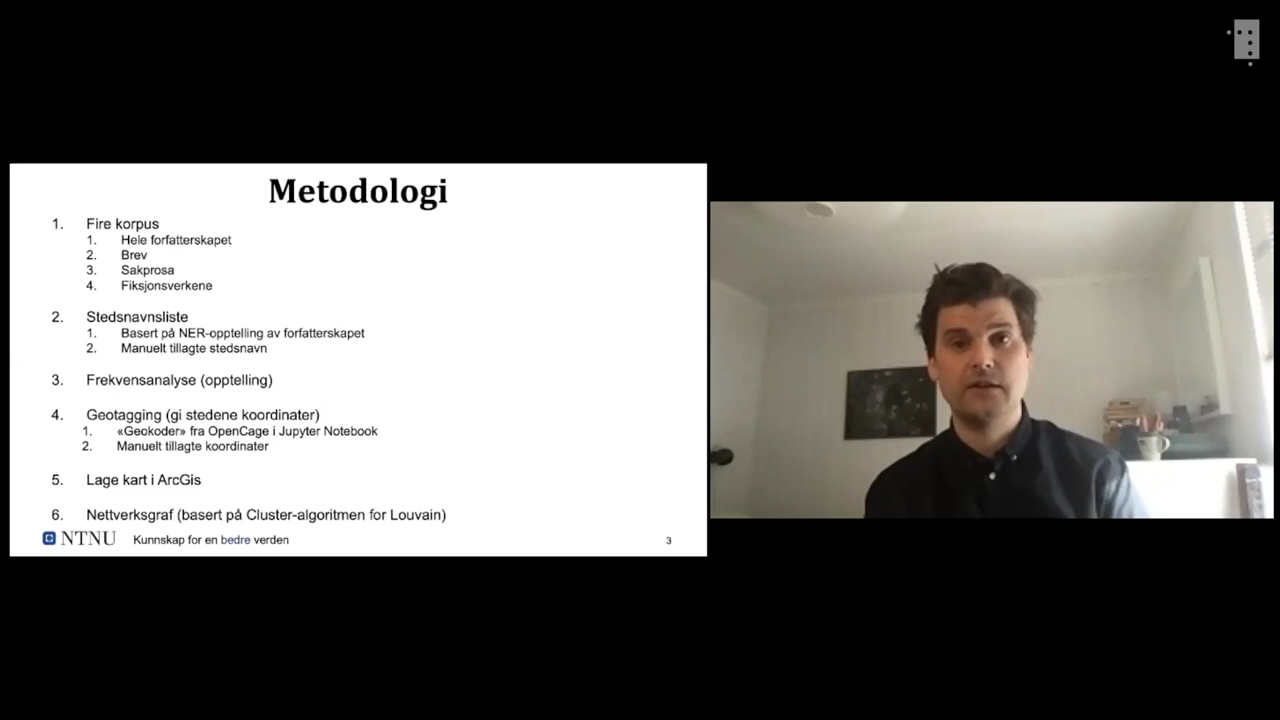 Metodologi
1. Fire korpus
1. Hele forfatterskapet
2. Brev
3. Sakprosa
4. Fiksjonsverkene
2. Stedsnavnsliste
1. Basert på NER-opptelling av forfatterskapet
2. Manuelt tillagte stedsnavn
3. Frekvensanalyse (opptelling)
4. Geotagging (gi stedene koordinater)
1. «Geokoder» fra OpenCage i Jupyter Notebook
2. Manuelt tillagte koordinater
5. Lage kart i ArcGis
6. Nettverksgraf (basert på Cluster-algoritmen for Louvain)
NTNU Kunnskap for en bedre verden 3